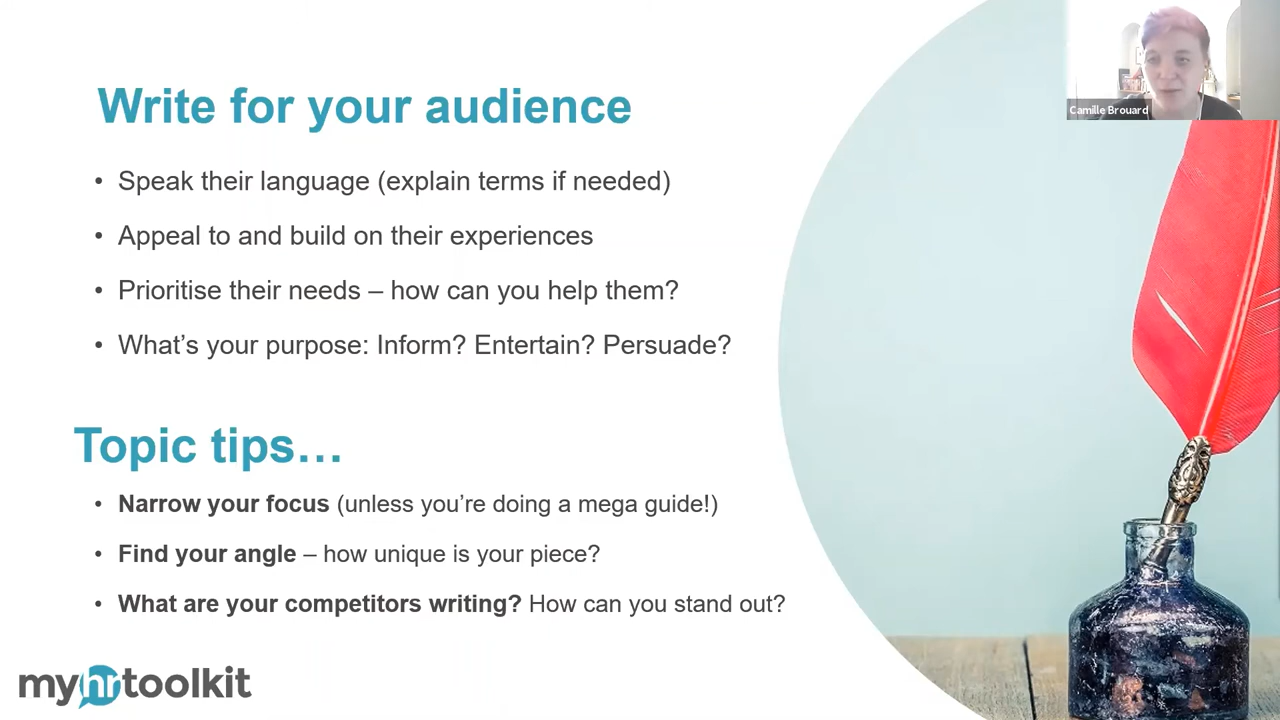 Write for your audience
• Speak their language (explain terms if needed)
• Appeal to and build on their experiences
• Prioritise their needs – how can you help them?
• What’s your purpose: Inform? Entertain? Persuade?
Topic tips…
• Narrow your focus (unless you’re doing a mega guide!)
• Find your angle – how unique is your piece?
• What are your competitors writing? How can you stand out?
myhrtoolkit
Camille Brouard